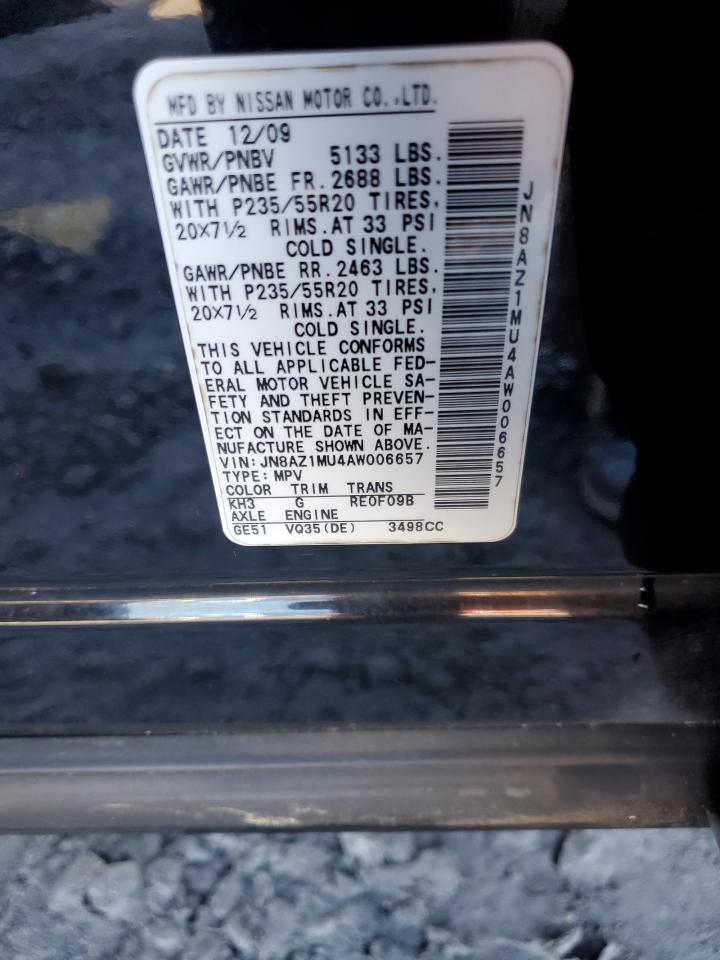 MFD BY NISSAN MOTOR CO.,LTD.
DATE 12/09
GVWR/PNBV 5133 LBS.
GAWR/PNBE FR.2688 LBS.
WITH P235/55R20 TIRES,
20X7½ RIMS.AT 33 PSI
COLD SINGLE.
GAWR/PNBE RR.2463 LBS.
WITH P235/55R20 TIRES,
20X7½ RIMS.AT 33 PSI
COLD SINGLE.
THIS VEHICLE CONFORMS
TO ALL APPLICABLE FED-
ERAL MOTOR VEHICLE SA-
FETY AND THEFT PREVEN-
TION STANDARDS IN EFF-
ECT ON THE DATE OF MA-
NUFACTURE SHOWN ABOVE.
VIN:JN8AZ1MU4AW006657
TYPE:MPV
COLOR TRIM TRANS
KH3 G RE0F09B
AXLE ENGINE
GE51 VQ35(DE) 3498CC
JN8AZ1MU4AW006657